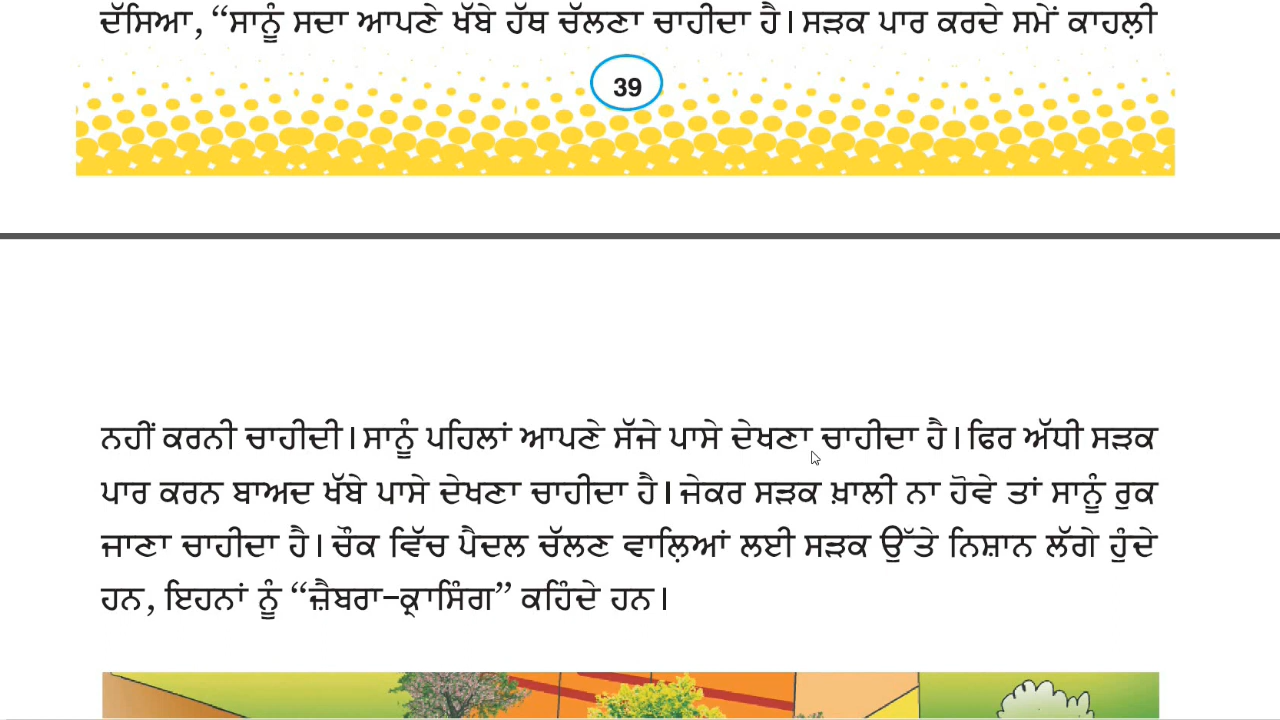 ਦੱਸਿਆ, “ਸਾਨੂੰ ਸਦਾ ਆਪਣੇ ਖੱਬੇ ਹੱਥ ਚੱਲਣਾ ਚਾਹੀਦਾ ਹੈ। ਸੜਕ ਪਾਰ ਕਰਦੇ ਸਮੇਂ ਕਾਹਲ਼ੀ
39
ਨਹੀਂ ਕਰਨੀ ਚਾਹੀਦੀ। ਸਾਨੂੰ ਪਹਿਲਾਂ ਆਪਣੇ ਸੱਜੇ ਪਾਸੇ ਦੇਖਣਾ ਚਾਹੀਦਾ ਹੈ। ਫਿਰ ਅੱਧੀ ਸੜਕ
ਪਾਰ ਕਰਨ ਬਾਅਦ ਖੱਬੇ ਪਾਸੇ ਦੇਖਣਾ ਚਾਹੀਦਾ ਹੈ। ਜੇਕਰ ਸੜਕ ਖ਼ਾਲੀ ਨਾ ਹੋਵੇ ਤਾਂ ਸਾਨੂੰ ਰੁਕ
ਜਾਣਾ ਚਾਹੀਦਾ ਹੈ। ਚੌਕ ਵਿੱਚ ਪੈਦਲ ਚੱਲਣ ਵਾਲ਼ਿਆਂ ਲਈ ਸੜਕ ਉੱਤੇ ਨਿਸ਼ਾਨ ਲੱਗੇ ਹੁੰਦੇ
ਹਨ, ਇਹਨਾਂ ਨੂੰ “ਜ਼ੈਬਰਾ-ਕ੍ਰਾਸਿੰਗ” ਕਹਿੰਦੇ ਹਨ।